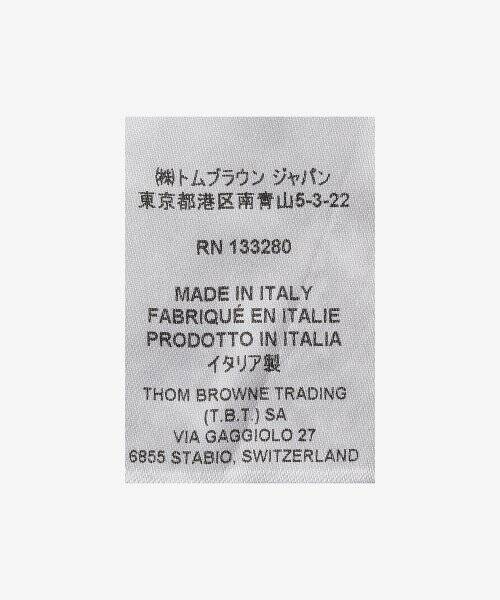 ㈱トムブラウン ジャパン
東京都港区南青山5-3-22
RN 133280
MADE IN ITALY
FABRIQUÉ EN ITALIE
PRODOTTO IN ITALIA
イタリア製
THOM BROWNE TRADING
(T.B.T.) SA
VIA GAGGIOLO 27
6855 STABIO, SWITZERLAND